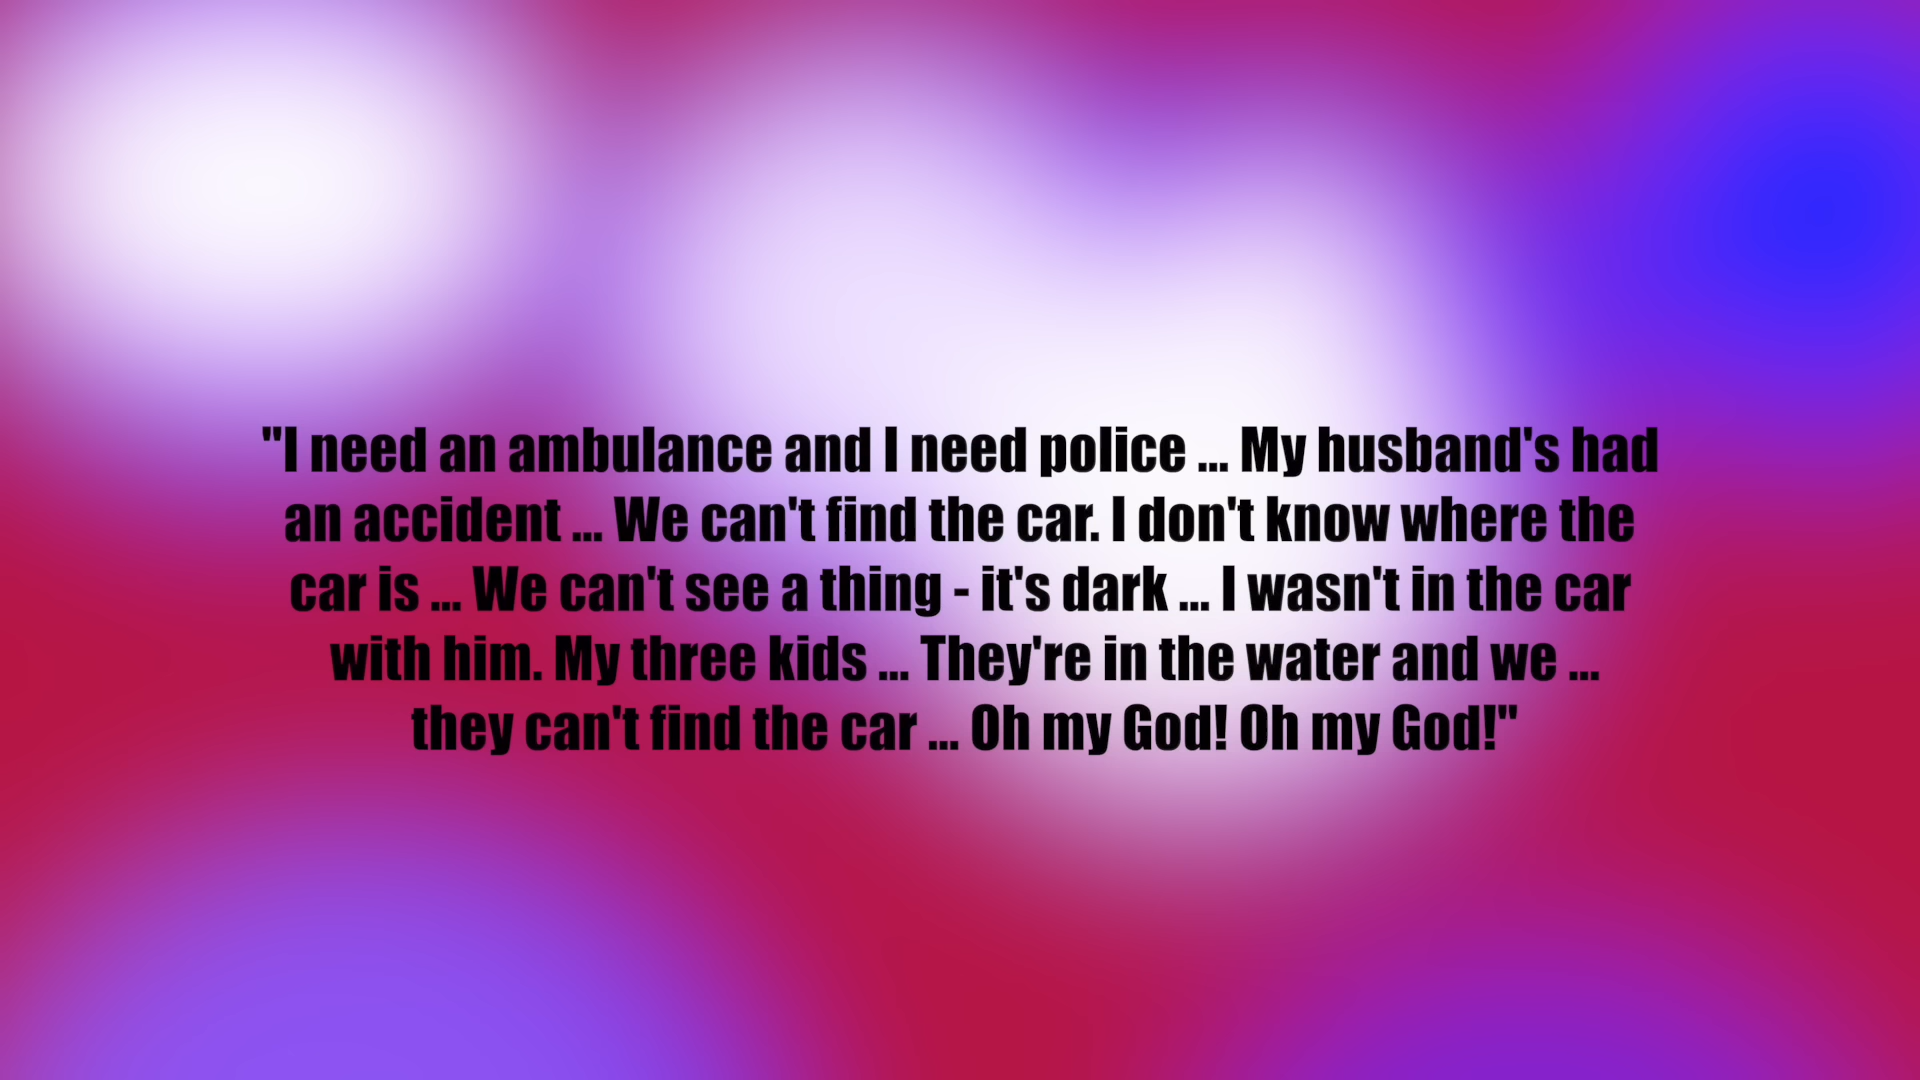 "I need an ambulance and I need police ... My husband's had
an accident ... We can't find the car. I don't know where the
car is ... We can't see a thing - it's dark ... I wasn't in the car
with him. My three kids ... They're in the water and we ...
they can't find the car ... Oh my God! Oh my God!"